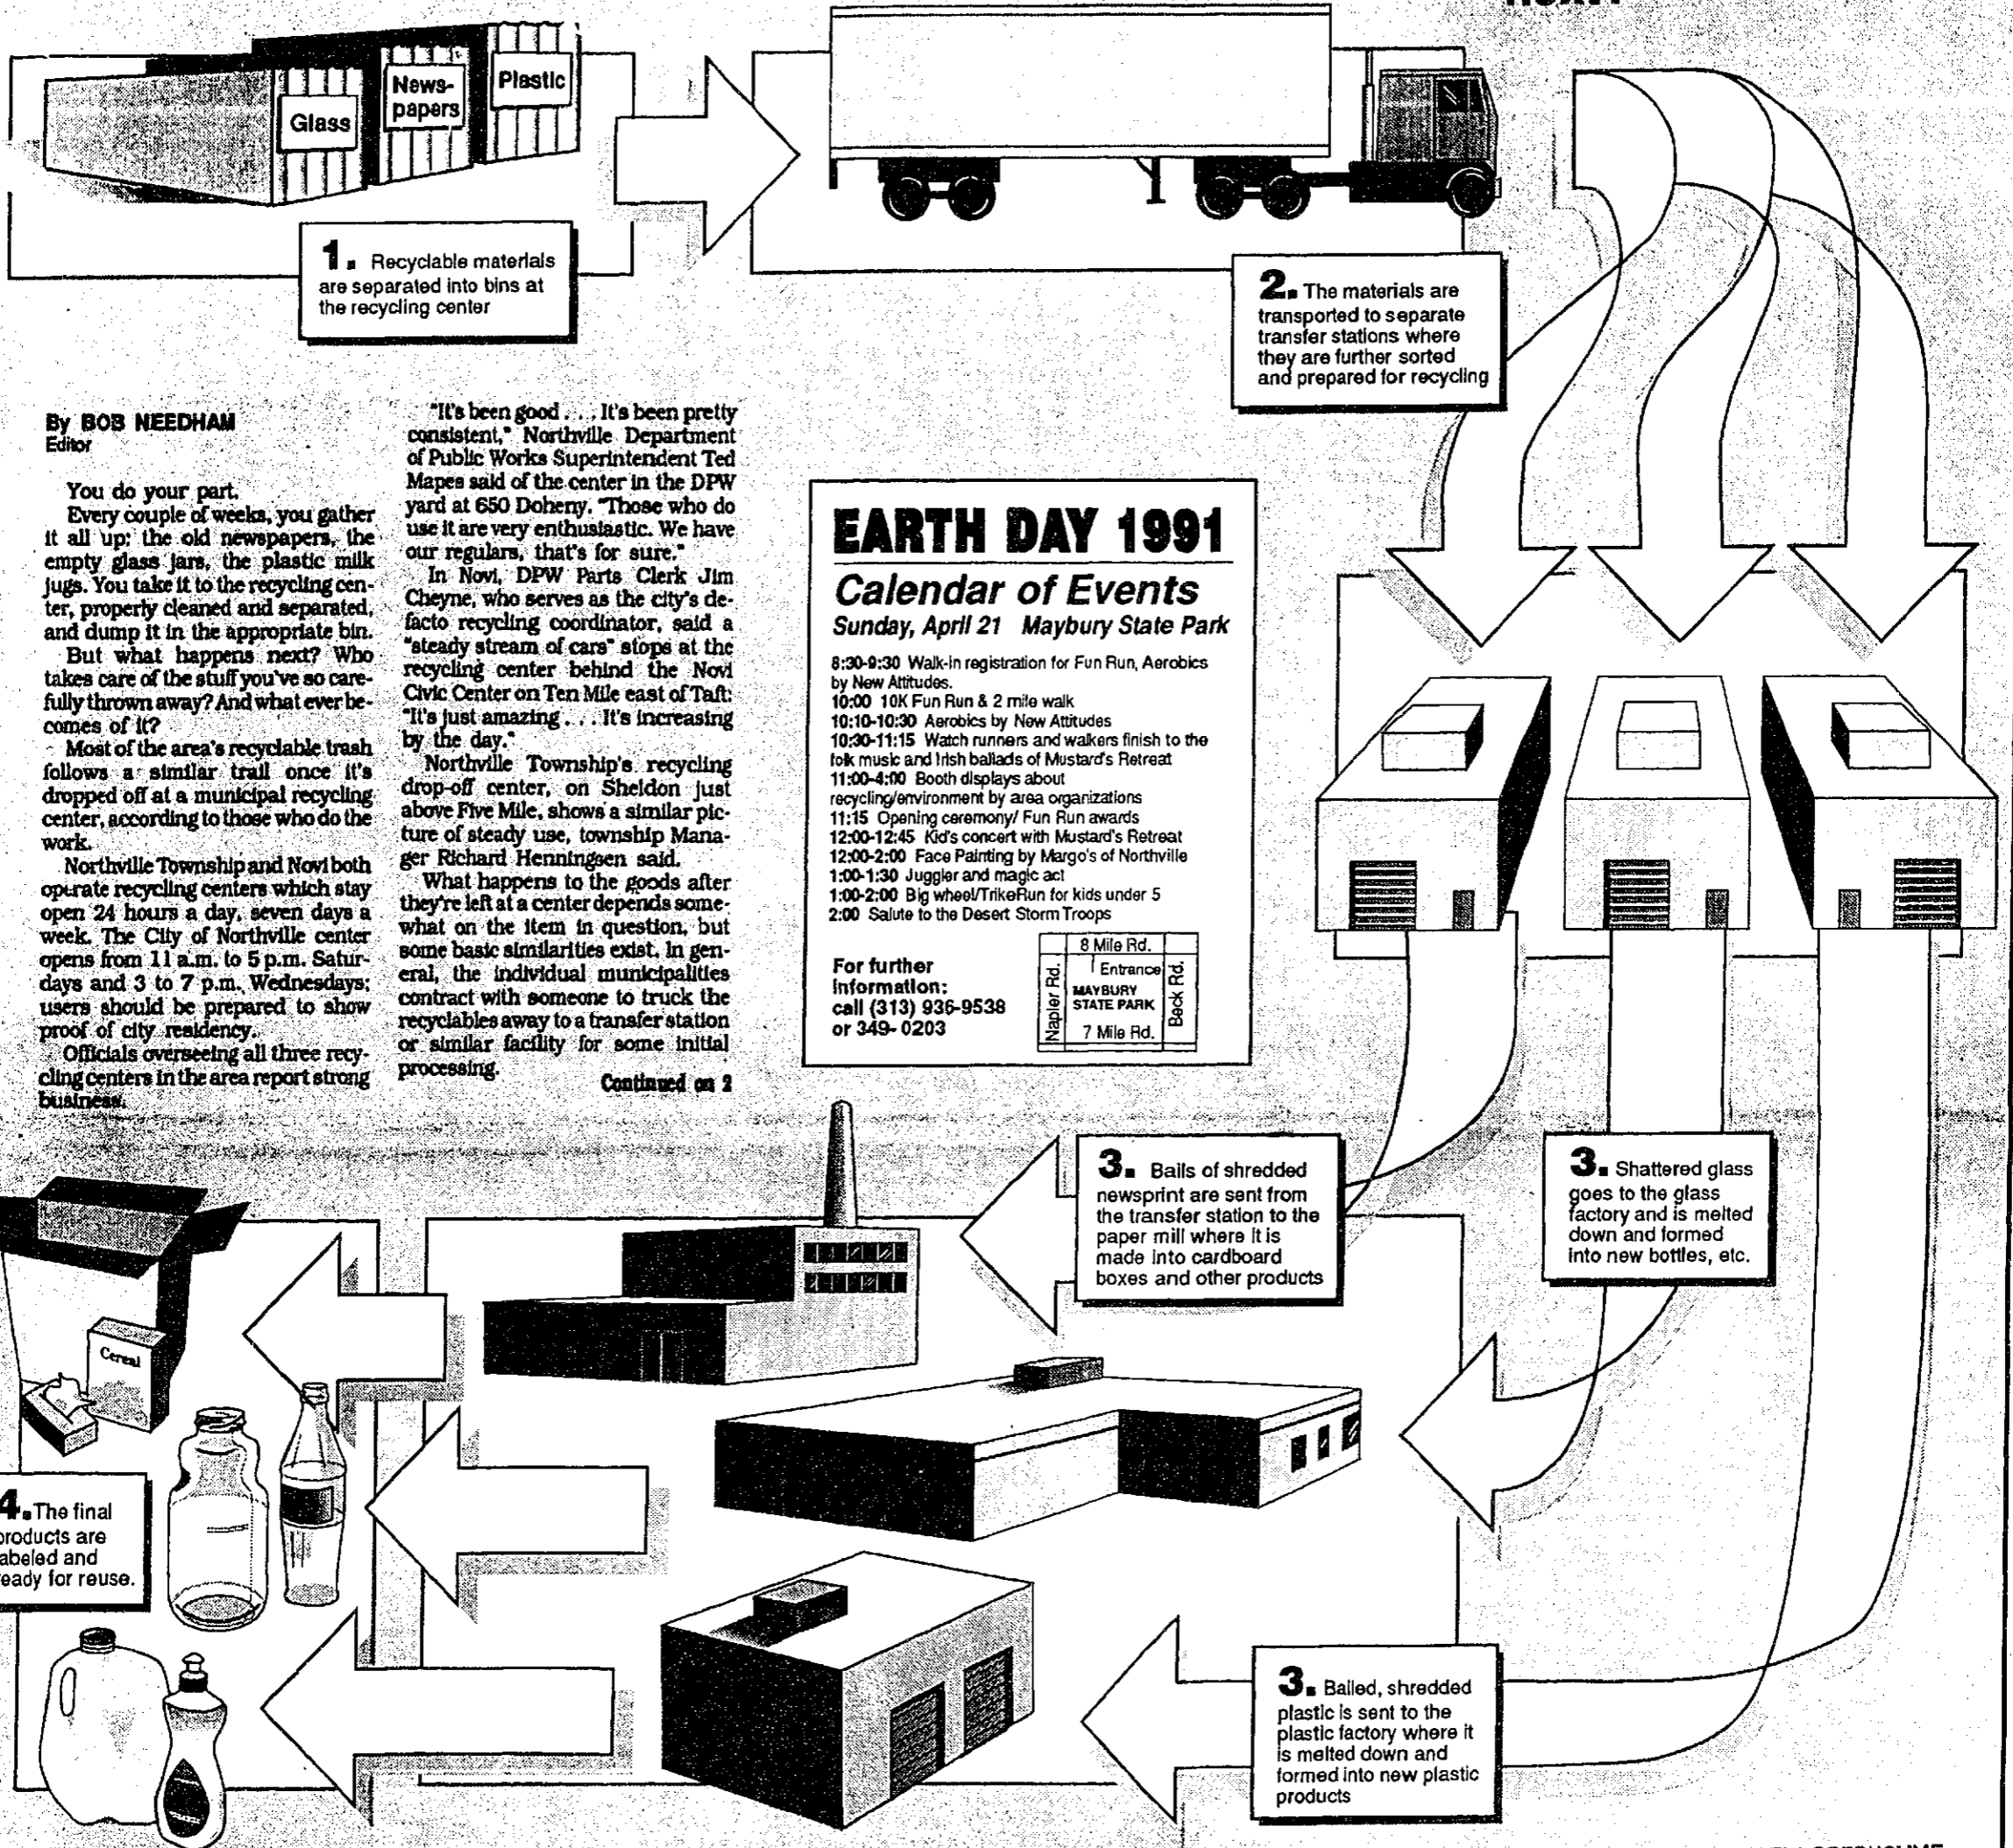 Glass
News-
papers
Plastic
1. Recyclable materials
are separated into bins at
the recycling center
2. The materials are
transported to separate
transfer stations where
they are further sorted
and prepared for recycling
By BOB NEEDHAM
Editor
You do your part.
Every couple of weeks, you gather
it all up: the old newspapers, the
empty glass jars, the plastic milk
jugs. You take it to the recycling cen-
ter, properly cleaned and separated,
and dump it in the appropriate bin.
But what happens next? Who
takes care of the stuff you've so care-
fully thrown away? And what ever be-
comes of it?
Most of the area's recyclable trash
follows a similar trail once it's
dropped off at a municipal recycling
center, according to those who do the
work.
Northville Township and Novi both
operate recycling centers which stay
open 24 hours a day, seven days a
week. The City of Northville center
opens from 11 a.m. to 5 p.m. Satur-
days and 3 to 7 p.m. Wednesdays;
users should be prepared to show
proof of city residency.
Officials overseeing all three recy-
cling centers in the area report strong
business.
"It's been good . . . It's been pretty
consistent," Northville Department
of Public Works Superintendent Ted
Mapes said of the center in the DPW
yard at 650 Doheny. "Those who do
use it are very enthusiastic. We have
our regulars, that's for sure."
In Novi, DPW Parts Clerk Jim
Cheyne, who serves as the city's de-
facto recycling coordinator, said a
"steady stream of cars" stops at the
recycling center behind the Novi
Civic Center on Ten Mile east of Taft:
"It's just amazing . . . It's increasing
by the day."
Northville Township's recycling
drop-off center, on Sheldon just
above Five Mile, shows a similar pic-
ture of steady use, township Mana-
ger Richard Henningsen said.
What happens to the goods after
they're left at a center depends some-
what on the item in question, but
some basic similarities exist. In gen-
eral, the individual municipalities
contract with someone to truck the
recyclables away to a transfer station
or similar facility for some initial
processing.
Continued on 2
EARTH DAY 1991
Calendar of Events
Sunday, April 21 Maybury State Park
8:30-9:30 Walk-in registration for Fun Run, Aerobics
by New Attitudes.
10:00 10K Fun Run & 2 mile walk
10:10-10:30 Aerobics by New Attitudes
10:30-11:15 Watch runners and walkers finish to the
folk music and Irish ballads of Mustard's Retreat
11:00-4:00 Booth displays about
recycling/environment by area organizations
11:15 Opening ceremony/ Fun Run awards
12:00-12:45 Kid's concert with Mustard's Retreat
12:00-2:00 Face Painting by Margo's of Northville
1:00-1:30 Juggler and magic act
1:00-2:00 Big wheel/TrikeRun for kids under 5
2:00 Salute to the Desert Storm Troops
For further
information:
call (313) 936-9538
or 349-0203
8 Mile Rd.
Entrance
MAYBURY
STATE PARK
7 Mile Rd.
Napier Rd.
Beck Rd.
3. Bails of shredded
newsprint are sent from
the transfer station to the
paper mill where it is
made into cardboard
boxes and other products
3. Shattered glass
goes to the glass
factory and is melted
down and formed
into new bottles, etc.
Cereal
4. The final
products are
labeled and
ready for reuse.
3. Balled, shredded
plastic is sent to the
plastic factory where it
is melted down and
formed into new plastic
products